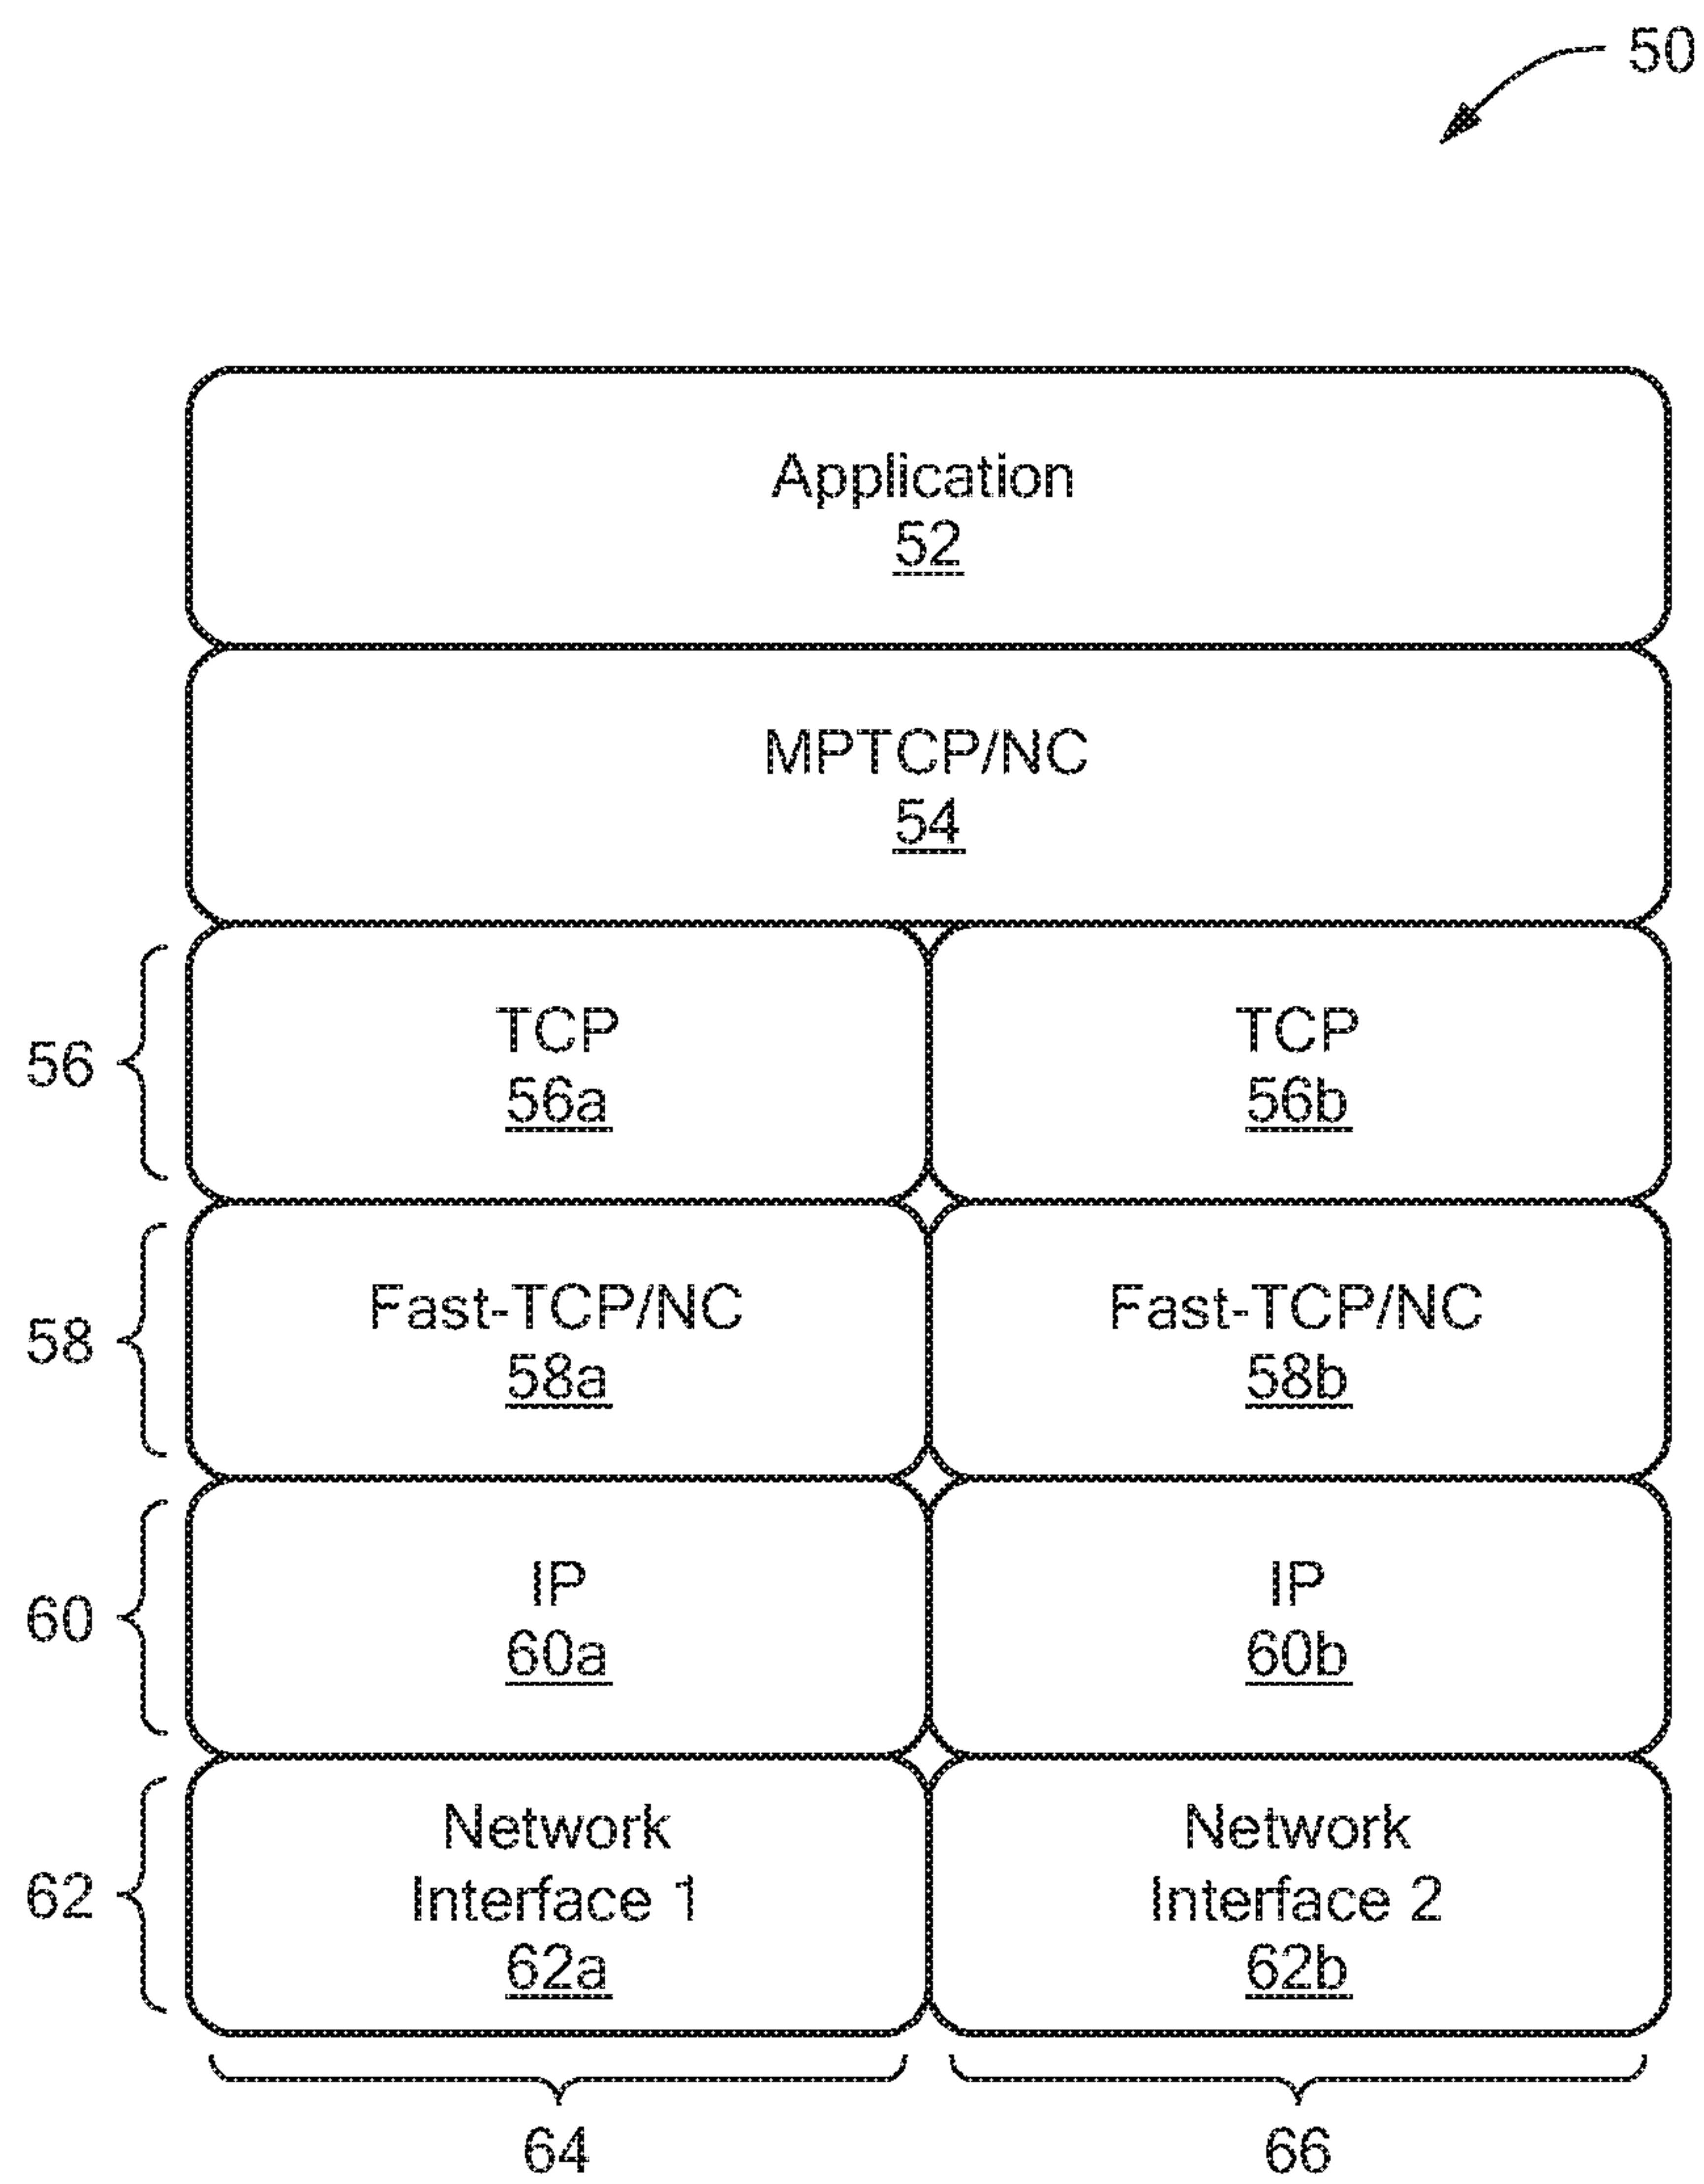 50
Application
52
MPTCP/NC
54
56
TCP
56a
TCP
56b
58
Fast-TCP/NC
58a
Fast-TCP/NC
58b
60
IP
60a
IP
60b
62
Network
Interface 1
62a
Network
Interface 2
62b
64
66